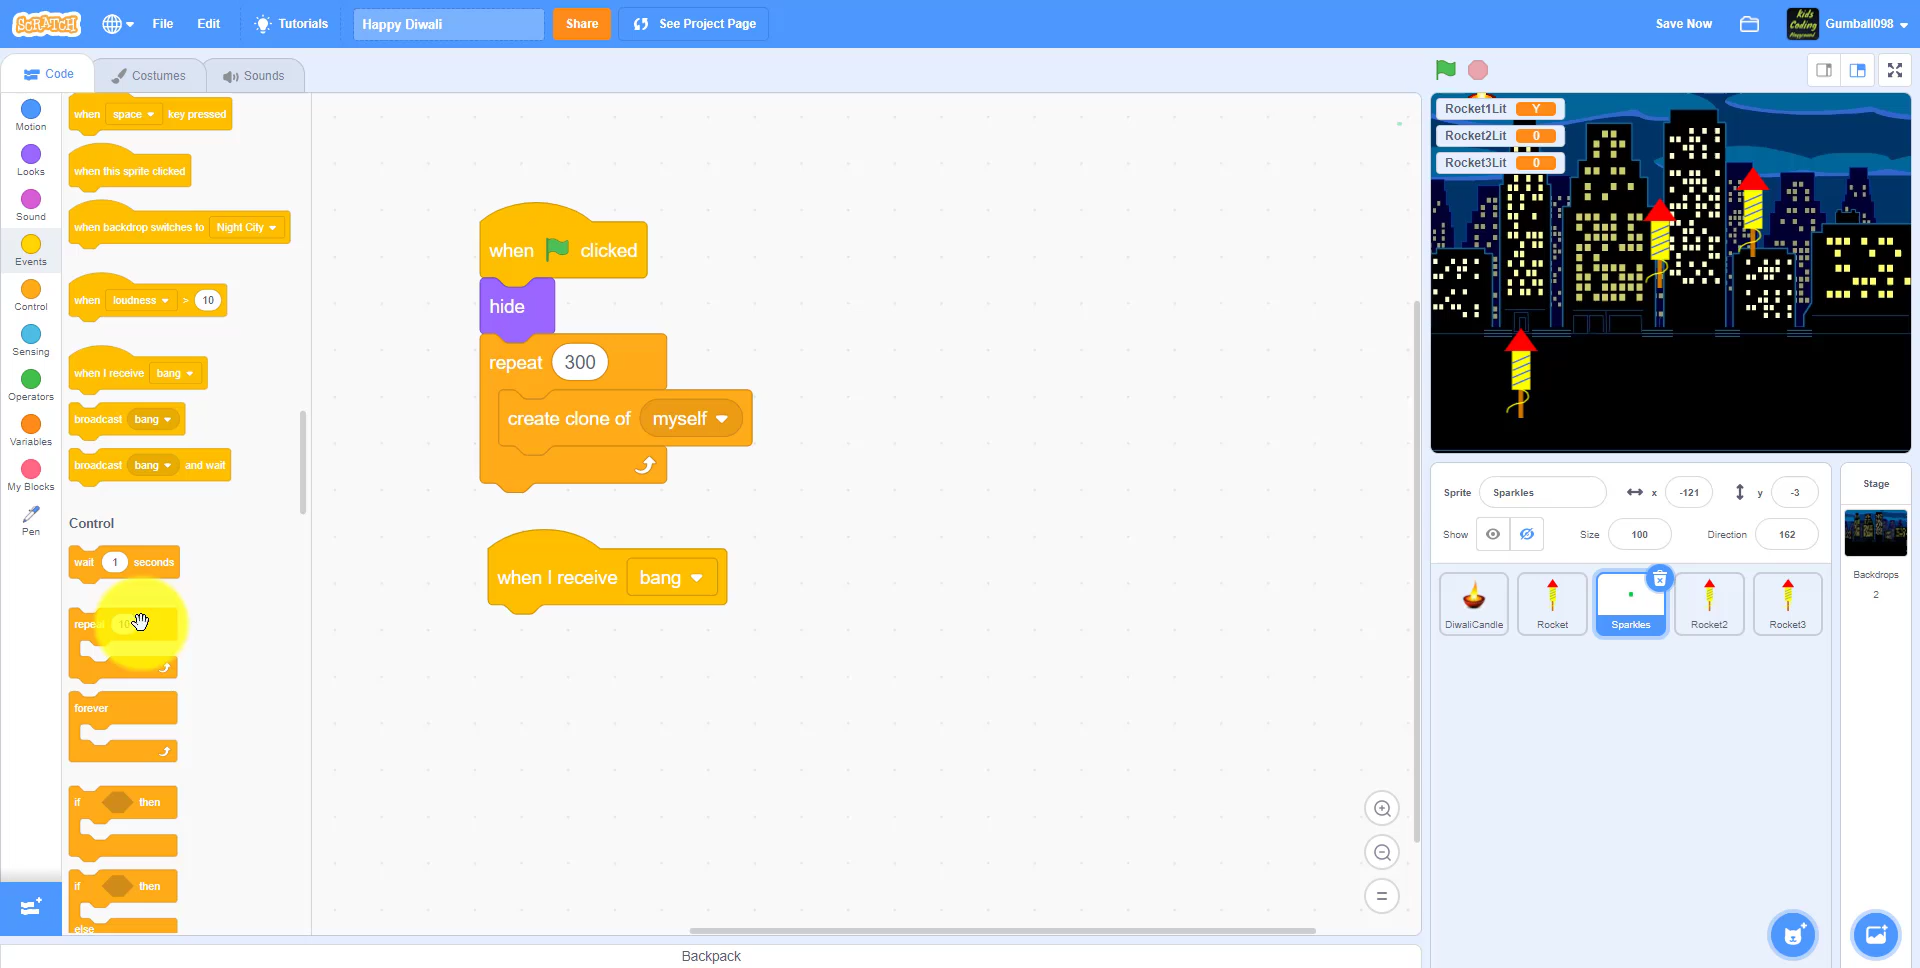 SCRATCH
File
Edit
Tutorials
Happy Diwali
Share
See Project Page
Save Now
Kids Coding Playground
Gumball098
Code
Costumes
Sounds
Motion
Looks
Sound
Events
Control
Sensing
Operators
Variables
My Blocks
Pen
when space key pressed
when this sprite clicked
when backdrop switches to Night City
when loudness > 10
when I receive bang
broadcast bang
broadcast bang and wait
Control
wait 1 seconds
repeat 10
forever
if then
if then
else
when clicked
hide
repeat 300
create clone of myself
when I receive bang
Backpack
Rocket1Lit Y
Rocket2Lit 0
Rocket3Lit 0
Sprite Sparkles x -121 y -3
Show Size 100 Direction 162
DiwaliCandle
Rocket
Sparkles
Rocket2
Rocket3
Stage
Backdrops
2